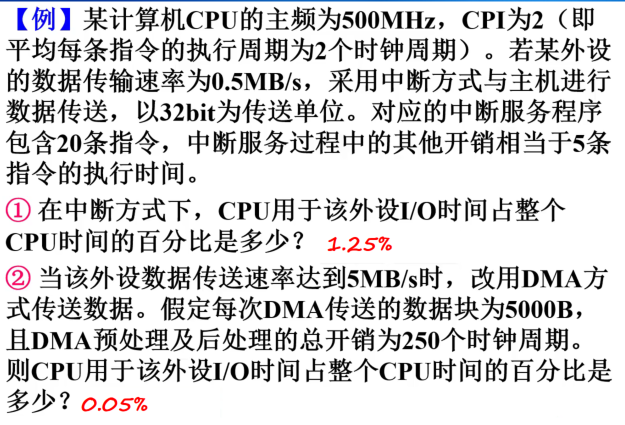 【例】某计算机CPU的主频为500MHz，CPI为2（即
平均每条指令的执行周期为2个时钟周期）。若某外设
的数据传输速率为0.5MB/s，采用中断方式与主机进行
数据传送，以32bit为传送单位。对应的中断服务程序
包含20条指令，中断服务过程中的其他开销相当于5条
指令的执行时间。
① 在中断方式下，CPU用于该外设I/O时间占整个
CPU时间的百分比是多少？ 1.25%
② 当该外设数据传送速率达到5MB/s时，改用DMA方
式传送数据。假定每次DMA传送的数据块为5000B，
且DMA预处理及后处理的总开销为250个时钟周期。
则CPU用于该外设I/O时间占整个CPU时间的百分比是
多少？0.05%